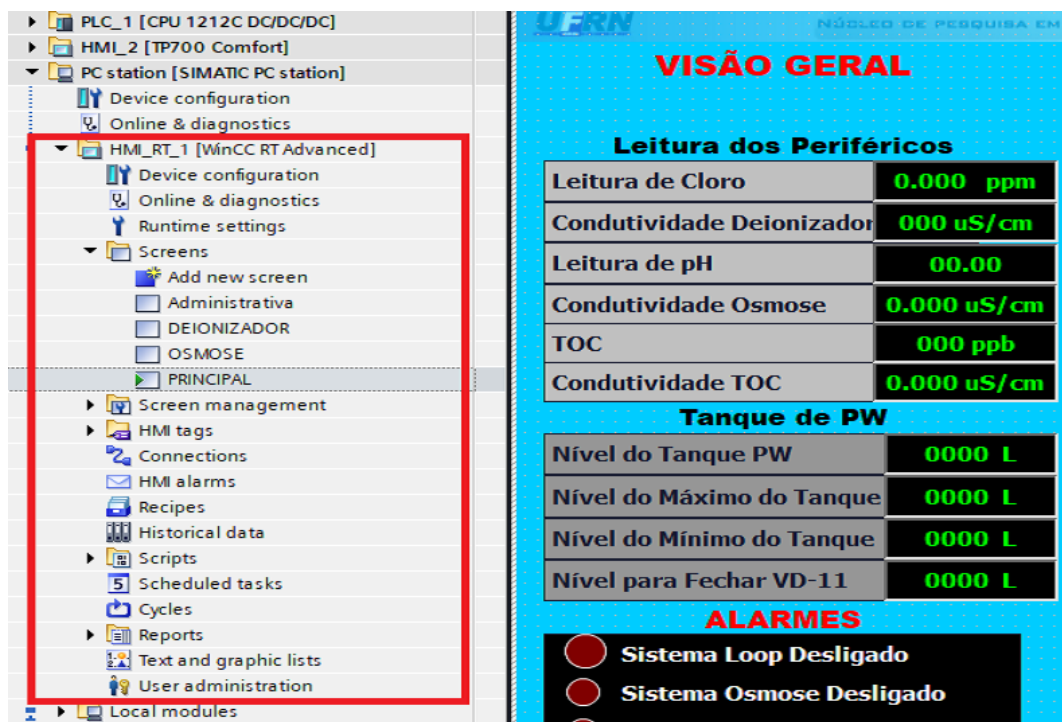 PLC_1 [CPU 1212C DC/DC/DC]
HMI_2 [TP700 Comfort]
PC station [SIMATIC PC station]
Device configuration
Online & diagnostics
HMI_RT_1 [WinCC RT Advanced]
Device configuration
Online & diagnostics
Runtime settings
Screens
Add new screen
Administrativa
DEIONIZADOR
OSMOSE
PRINCIPAL
Screen management
HMI tags
Connections
HMI alarms
Recipes
Historical data
Scripts
Scheduled tasks
Cycles
Reports
Text and graphic lists
User administration
Local modules
UFRN
NÚCLEO DE PESQUISA EM
VISÃO GERAL
Leitura dos Periféricos
Leitura de Cloro 0.000 ppm
Condutividade Deionizador 000 uS/cm
Leitura de pH 00.00
Condutividade Osmose 0.000 uS/cm
TOC 000 ppb
Condutividade TOC 0.000 uS/cm
Tanque de PW
Nível do Tanque PW 0000 L
Nível do Máximo do Tanque 0000 L
Nível do Mínimo do Tanque 0000 L
Nível para Fechar VD-11 0000 L
ALARMES
Sistema Loop Desligado
Sistema Osmose Desligado